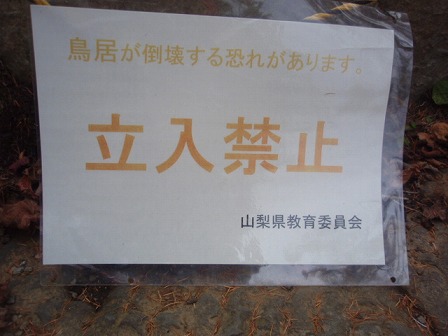 鳥居が倒壊する恐れがあります。
立入禁止
山梨県教育委員会